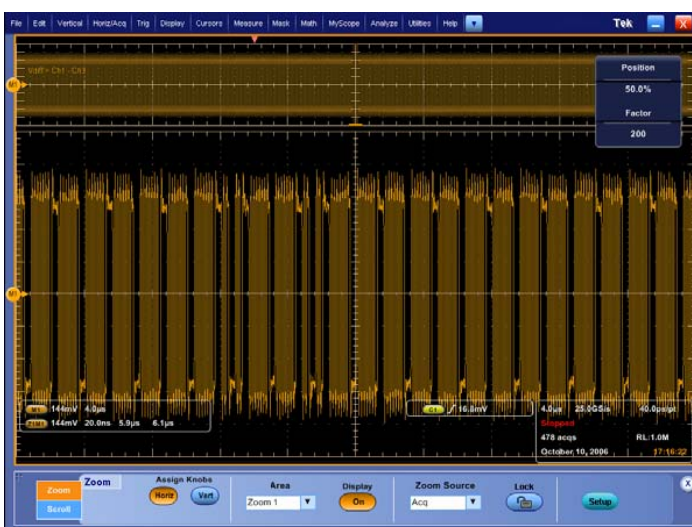 File Edit Vertical Horiz/Acq Trig Display Cursors Measure Mask Math MyScope Analyze Utilities Help Tek X
Position
50.0%
Factor
200
M1
M1
M1 144mV 4.0µs
Z1M1 144mV 20.0ns 5.9µs 6.1µs
C1 16.8mV
4.0µs 25.0GS/s 40.0ps/pt
Stopped
478 acqs RL:1.0M
October 10, 2006 17:16:22
Zoom
Scroll
Zoom
Assign Knobs
Horiz Vert
Area
Zoom 1
Display
On
Zoom Source
Acq
Lock
Setup
X